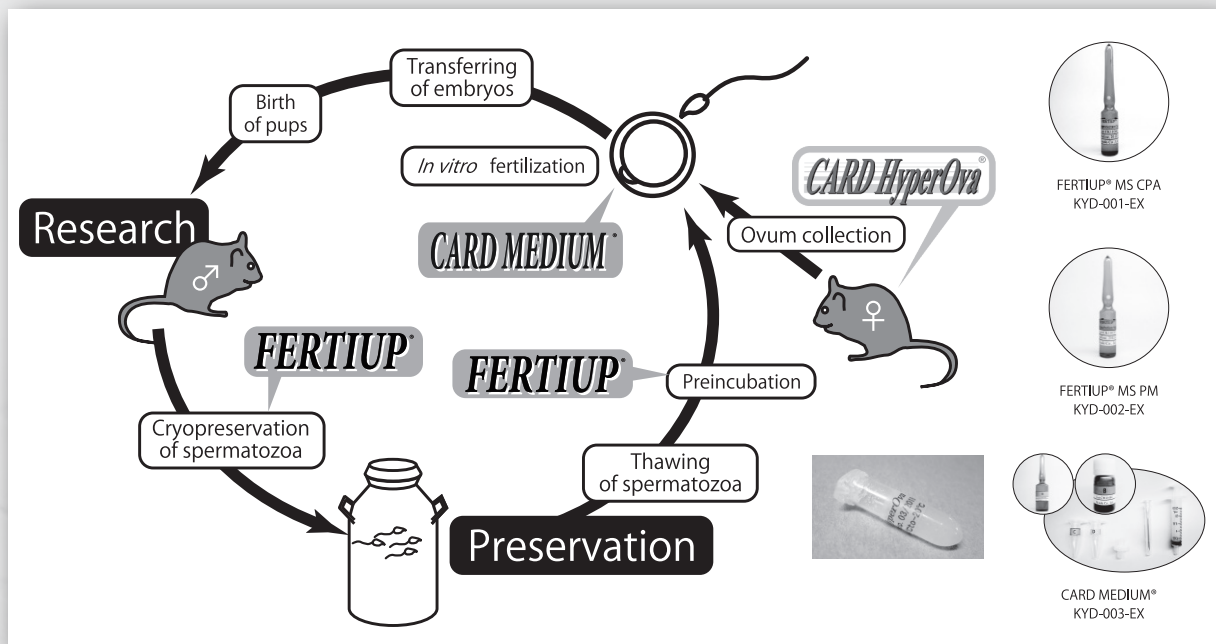 Transferring
of embryos
Birth
of pups
In vitro fertilization
CARD HyperOva®
Research
CARD MEDIUM®
Ovum collection
♂
♀
FERTIUP®
FERTIUP®
Preincubation
Cryopreservation
of spermatozoa
Thawing
of spermatozoa
Preservation
FERTIUP® MS CPA
KYD-001-EX
FERTIUP® MS PM
KYD-002-EX
CARD MEDIUM®
KYD-003-EX